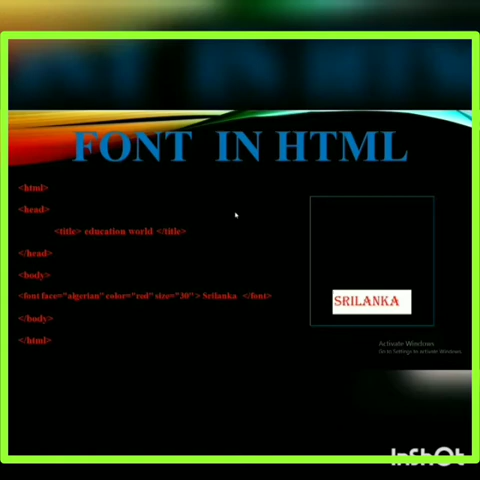 FONT IN HTML
<html>
<head>
<title> education world </title>
</head>
<body>
<font face="algerian" color="red" size="30" > Srilanka. </font>
</body>
</html>
SRILANKA
Activate Windows
Go to Settings to activate Windows.
InShOt